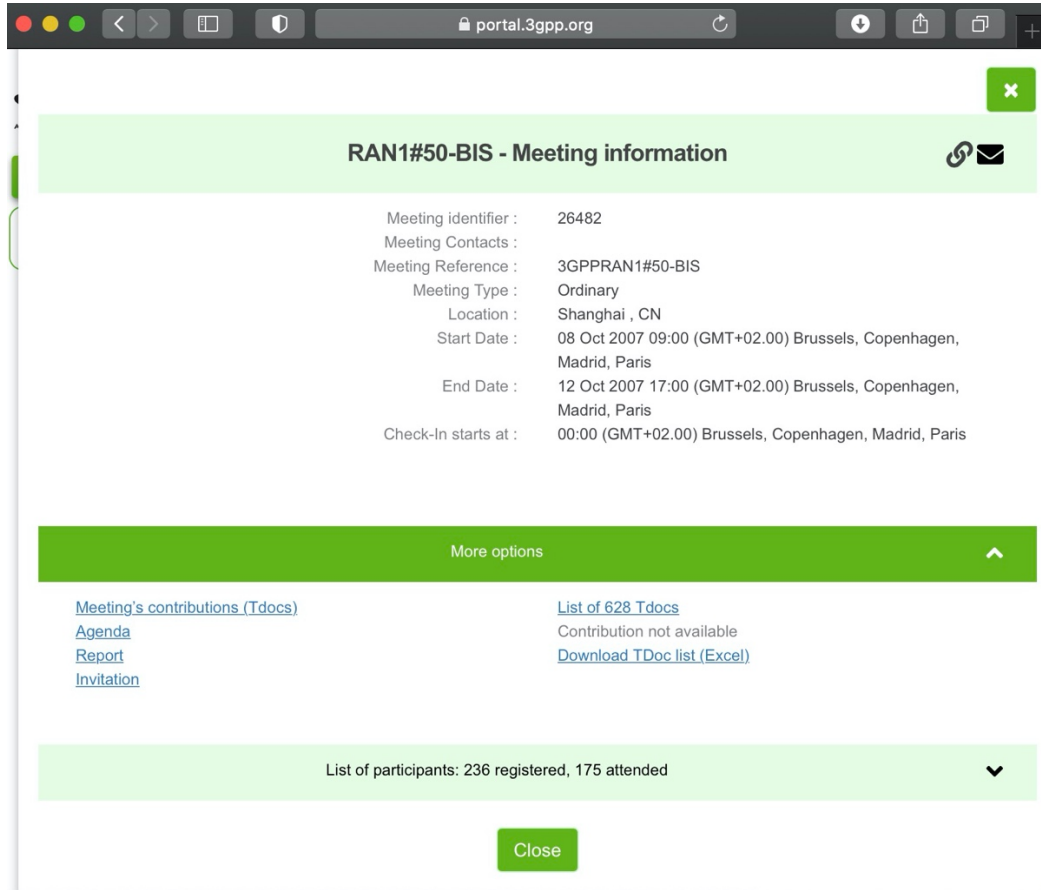 portal.3gpp.org
RAN1#50-BIS - Meeting information
Meeting identifier : 26482
Meeting Contacts :
Meeting Reference : 3GPPRAN1#50-BIS
Meeting Type : Ordinary
Location : Shanghai , CN
Start Date : 08 Oct 2007 09:00 (GMT+02.00) Brussels, Copenhagen,
Madrid, Paris
End Date : 12 Oct 2007 17:00 (GMT+02.00) Brussels, Copenhagen,
Madrid, Paris
Check-In starts at : 00:00 (GMT+02.00) Brussels, Copenhagen, Madrid, Paris
More options
Meeting's contributions (Tdocs) List of 628 Tdocs
Agenda Contribution not available
Report Download TDoc list (Excel)
Invitation
List of participants: 236 registered, 175 attended
Close